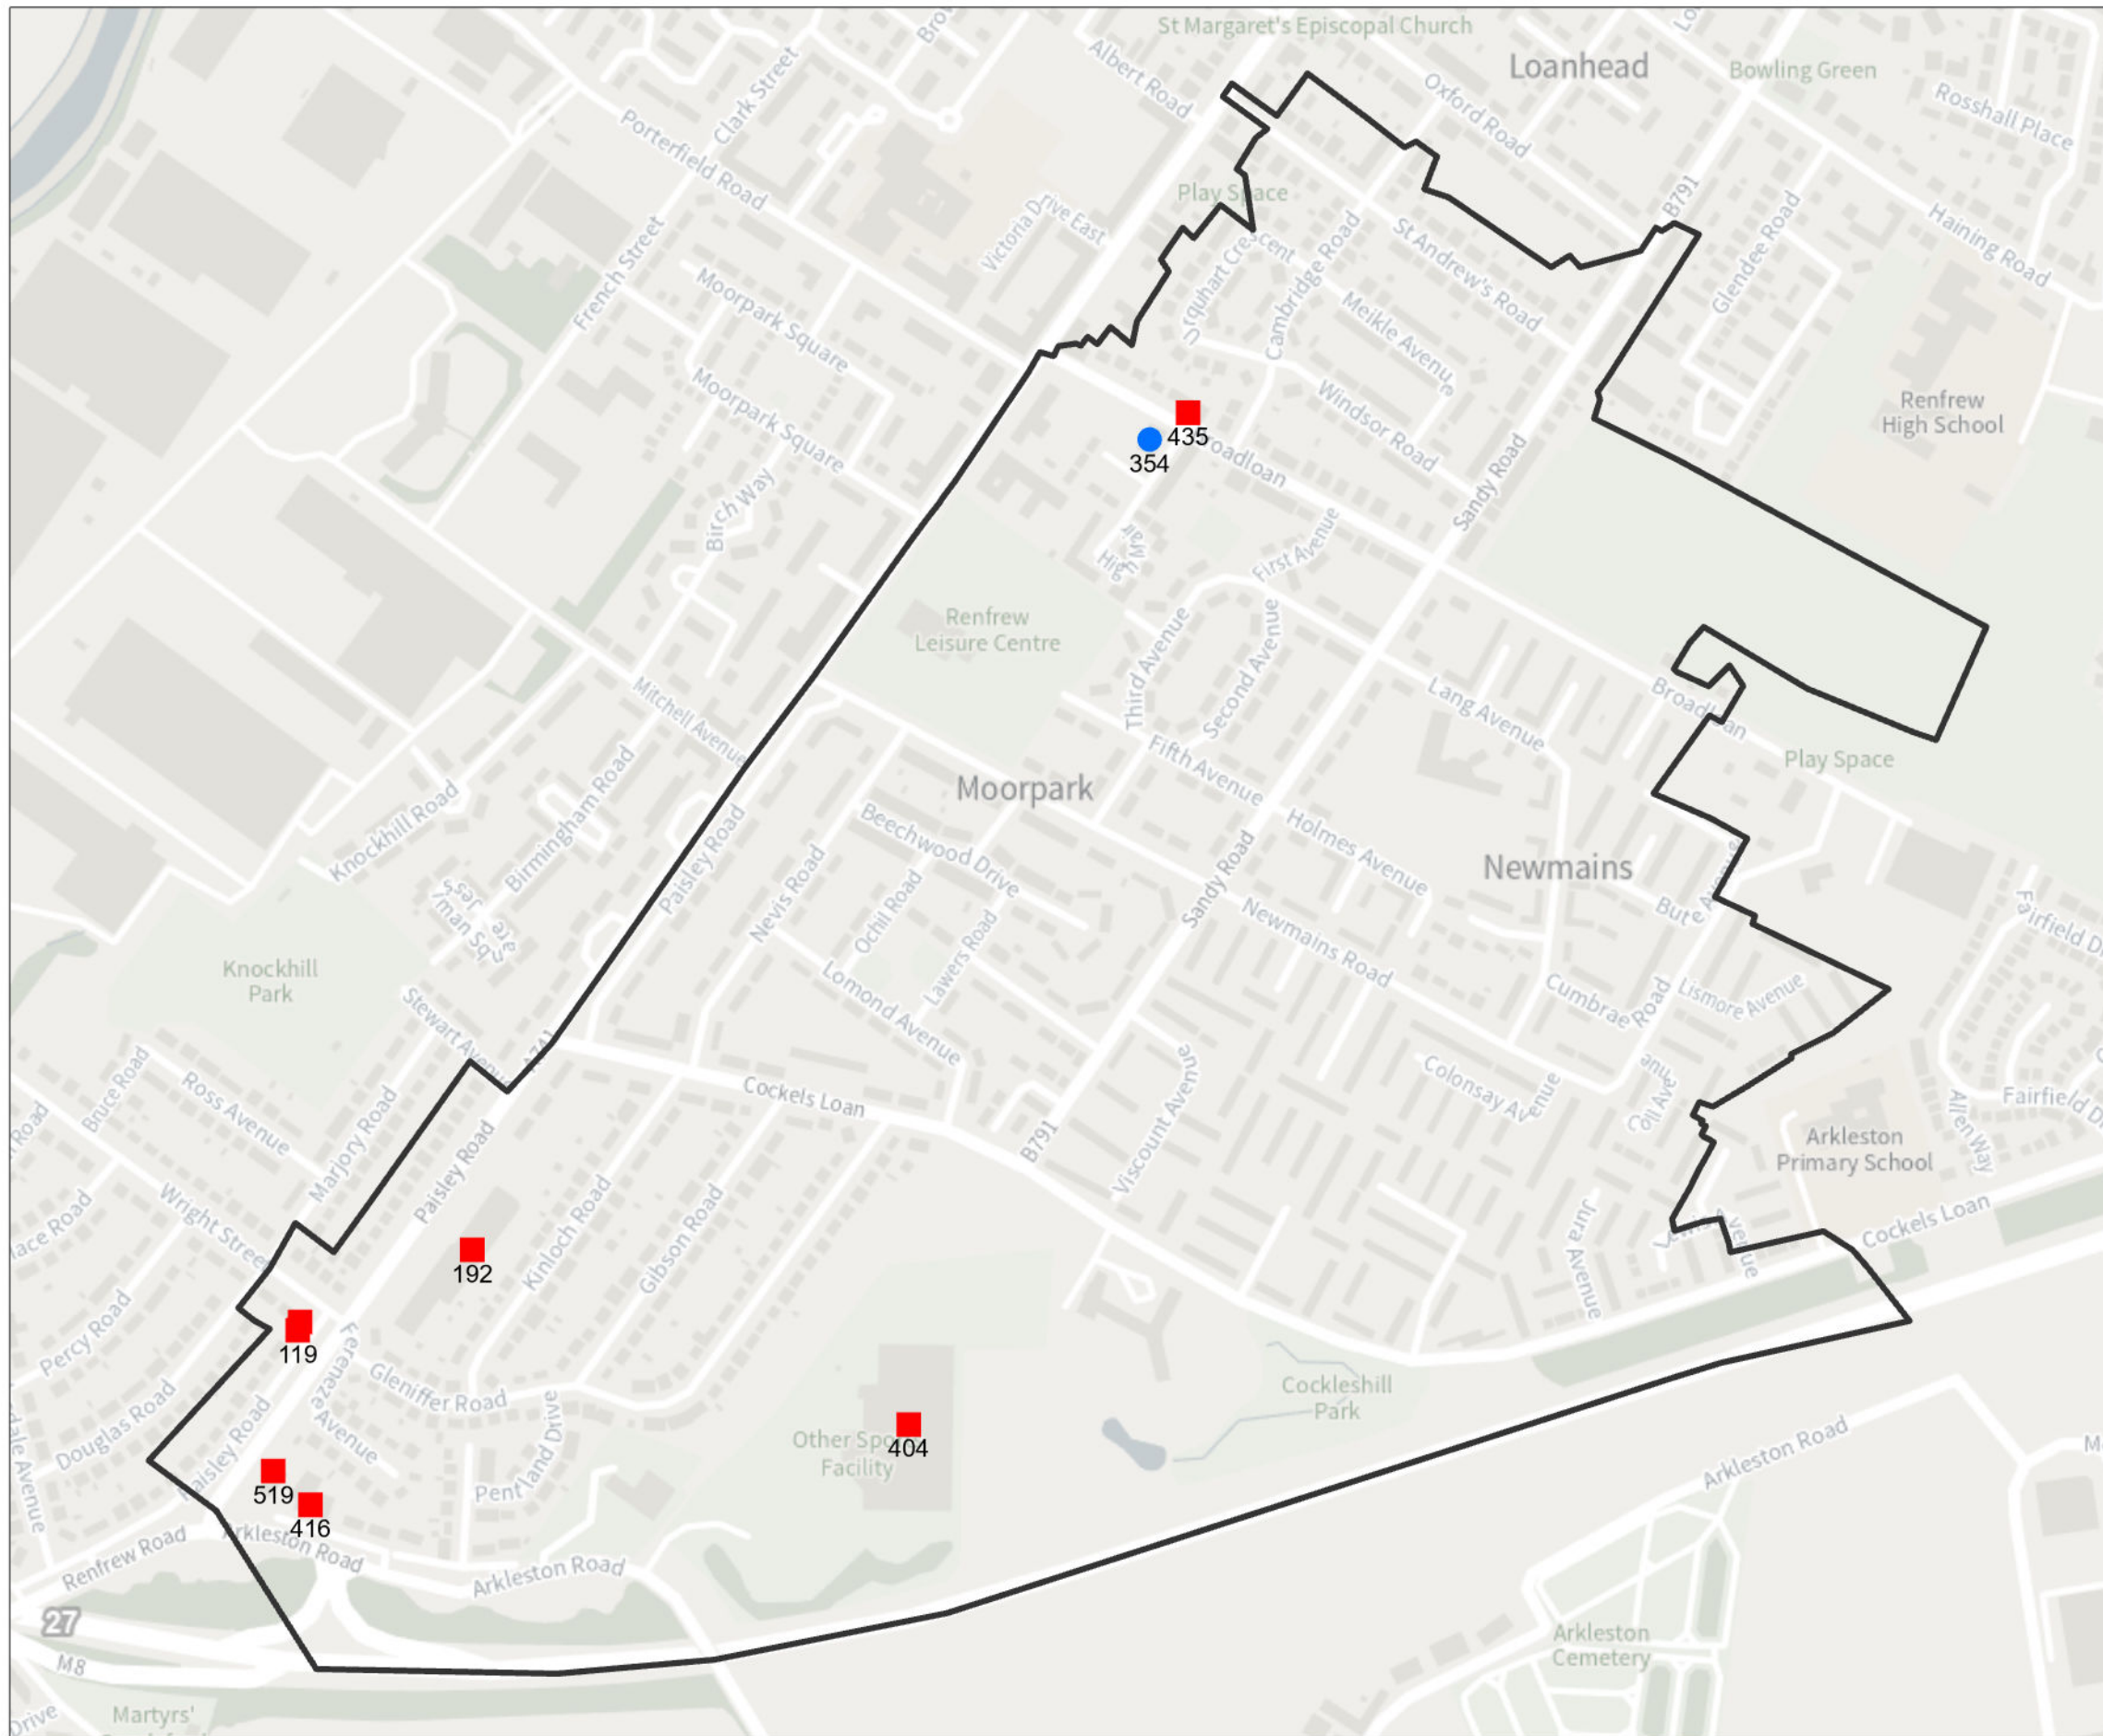 St Margaret's Episcopal Church
Loanhead
Bowling Green
Albert Road
Clark Street
Oxford Road
Rosshall Place
Porterfield Road
B791
Play Space
Victoria Drive East
Glendee Road
Haining Road
French Street
Moorpark Square
Urquhart Crescent
Cambridge Road
St Andrew's Road
Meikle Avenue
Renfrew
High School
Moorpark Square
Windsor Road
435
354
Broadloan
Sandy Road
Birch Way
High Mair
First Avenue
Renfrew
Leisure Centre
Third Avenue
Second Avenue
Mitchell Avenue
Lang Avenue
Broadloan
Play Space
Fifth Avenue
Moorpark
Knockhill Road
Birmingham Road
Paisley Road
Beechwood Drive
Holmes Avenue
Newmains
Nevis Road
Ochil Road
Sandy Road
Bute Avenue
Newmains Road
Lawers Road
Fairfield D
Knockhill
Park
Lomond Avenue
Cumbrae Road
Lismore Avenue
Stewart Avenue
A741
Cockels Loan
Colonsay Avenue
Coll Avenue
Bruce Road
Ross Avenue
Marjory Road
Viscount Avenue
B791
Allen Way
Fairfield D
Arkleston
Primary School
Paisley Road
Wright Street
Kinloch Road
Gibson Road
Jura Avenue
Cockels Loan
192
119
Percy Road
Fereneze Avenue
Gleniffer Road
Douglas Road
Paisley Road
Pentland Drive
Cockleshill
Park
404
Facility
519
416
Arkleston Road
Renfrew Road
Arkleston Road
Arkleston Road
27
M8
Arkleston
Cemetery
Martyrs'
Drive